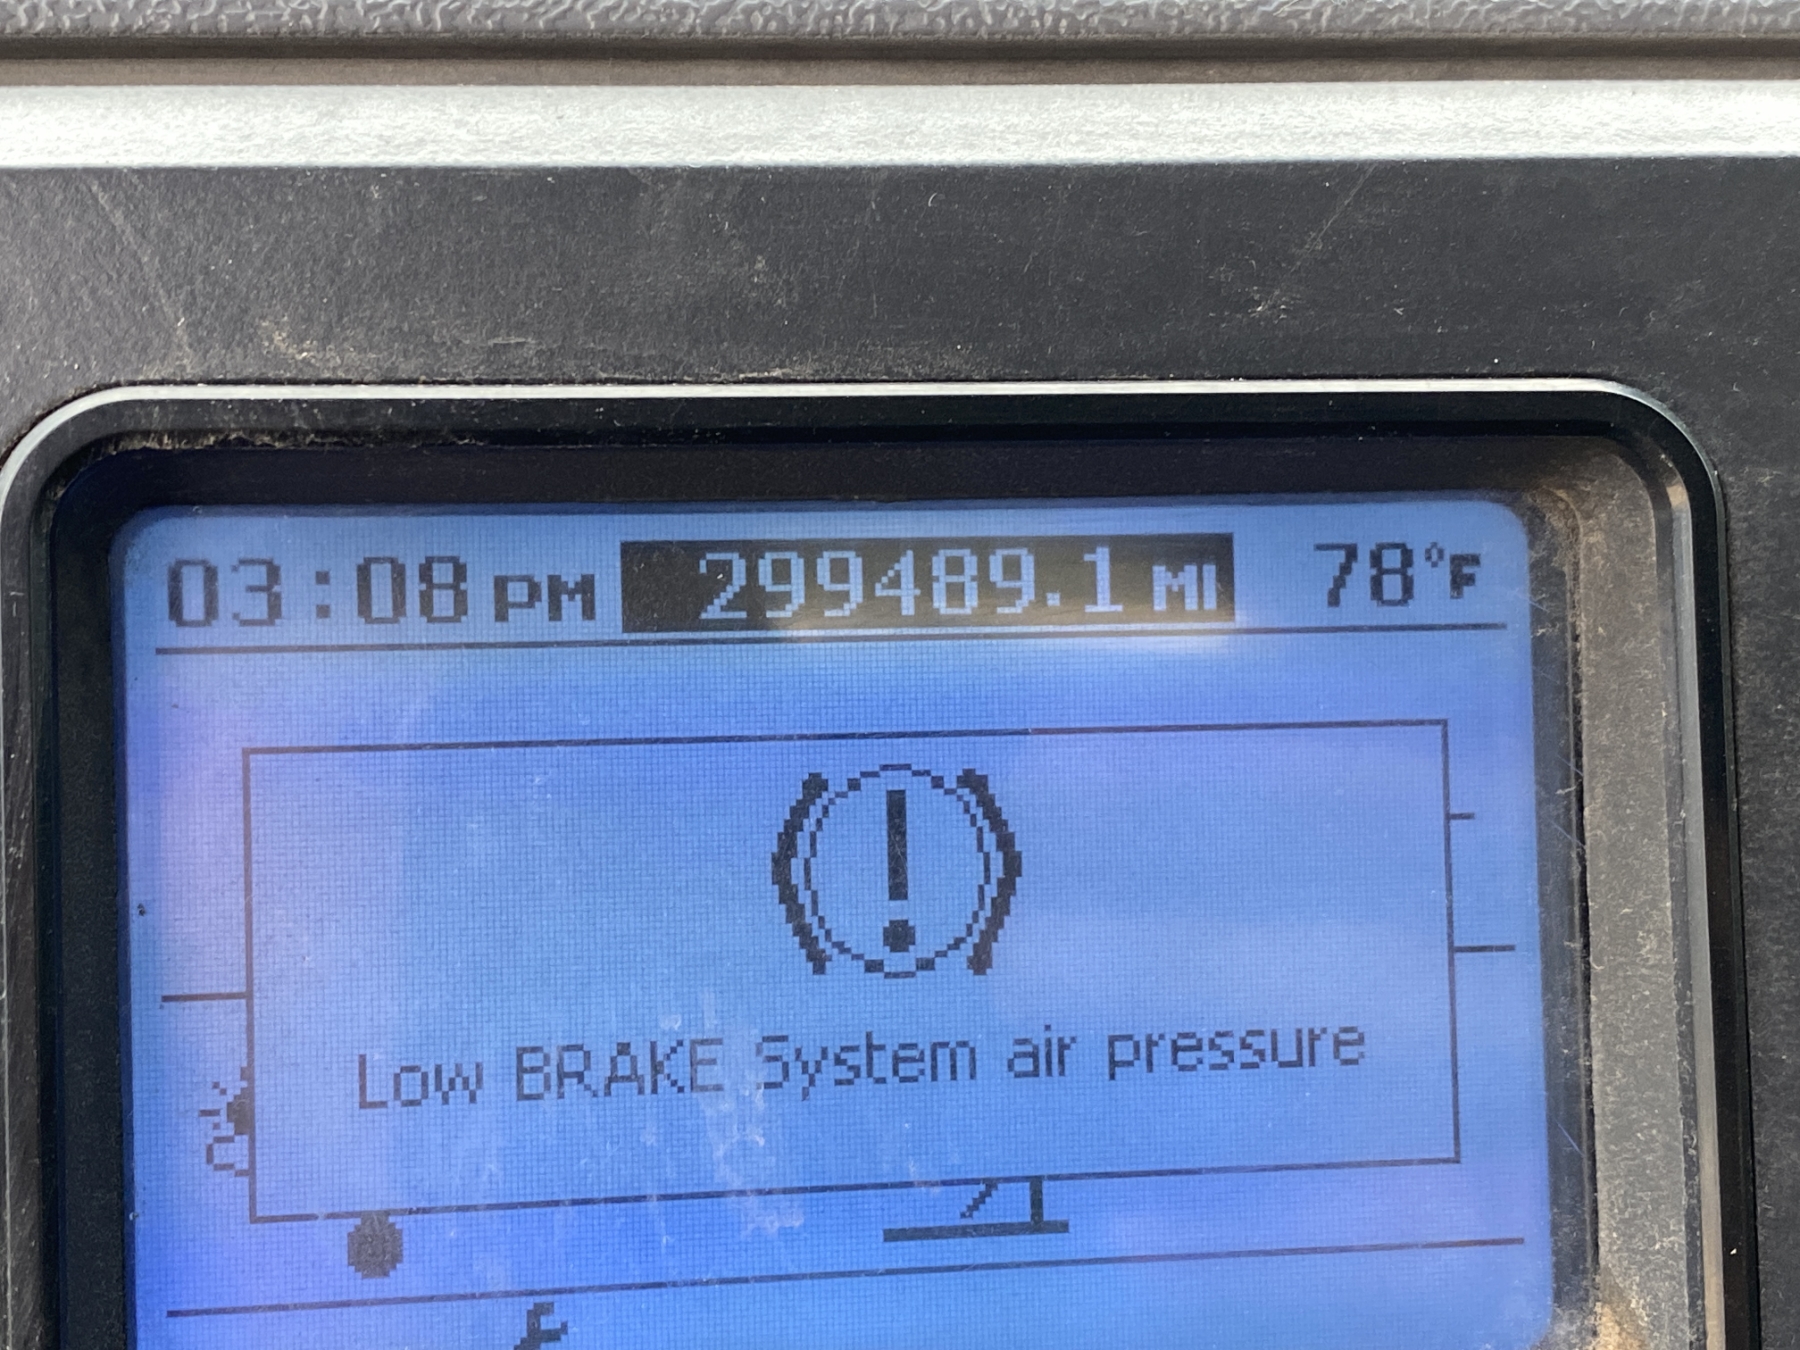 03:08 PM 299489.1 MI 78°F
!
Low BRAKE System air pressure